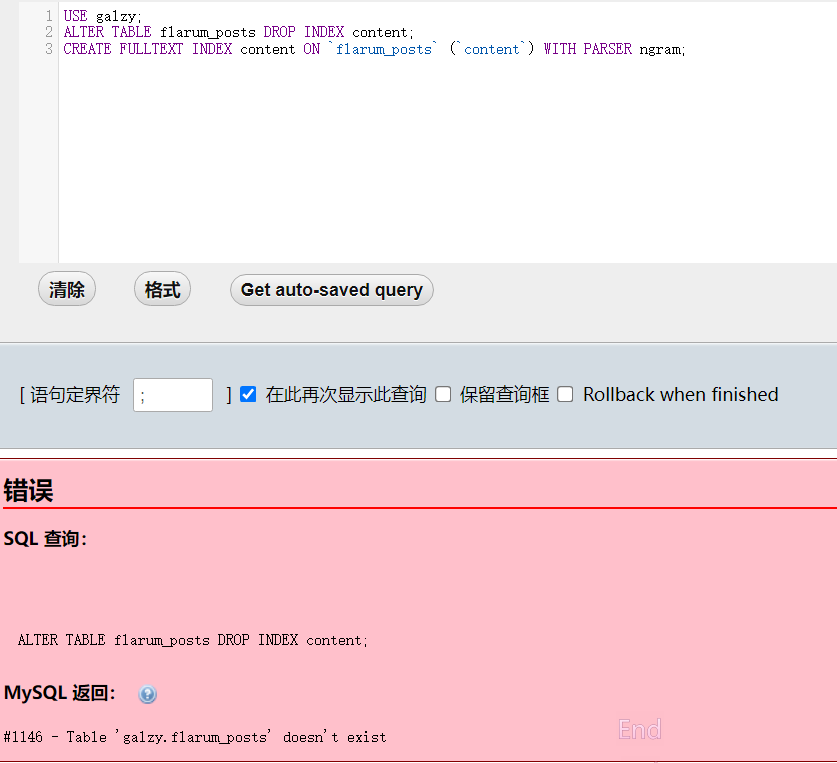 1 USE galzy;
2 ALTER TABLE flarum_posts DROP INDEX content;
3 CREATE FULLTEXT INDEX content ON `flarum_posts` (`content`) WITH PARSER ngram;
清除 格式 Get auto-saved query
[ 语句定界符 ; ] 在此再次显示此查询 保留查询框 Rollback when finished
错误
SQL 查询：
ALTER TABLE flarum_posts DROP INDEX content;
MySQL 返回：
#1146 - Table 'galzy.flarum_posts' doesn't exist
End